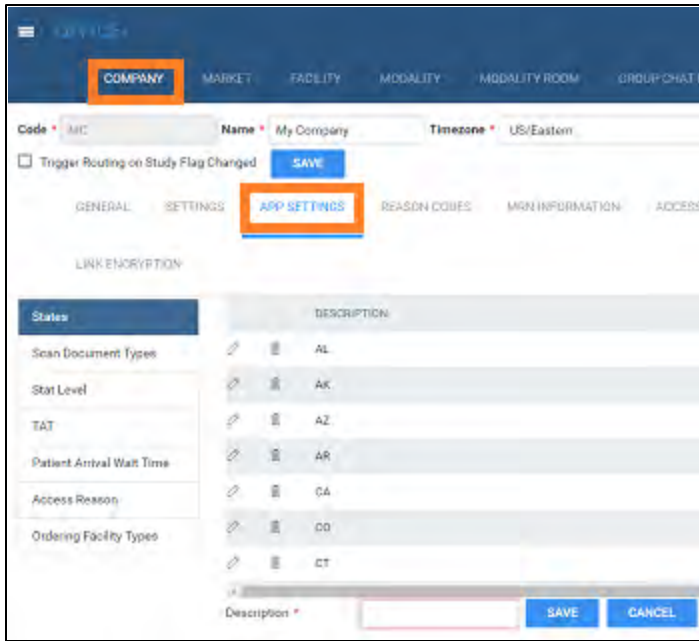 COMPANY MARKET FACILITY MODALITY MODALITY ROOM GROUP CHAT
Code * MC Name * My Company Timezone * US/Eastern
Trigger Routing on Study Flag Changed SAVE
GENERAL SETTINGS APP SETTINGS REASON CODES MRN INFORMATION ACCESS
LINK ENCRYPTION
States DESCRIPTION
Scan Document Types AL
Stat Level AK
TAT AZ
Patient Arrival Wait Time AR
Access Reason CA
Ordering Facility Types CO
CT
Description * SAVE CANCEL